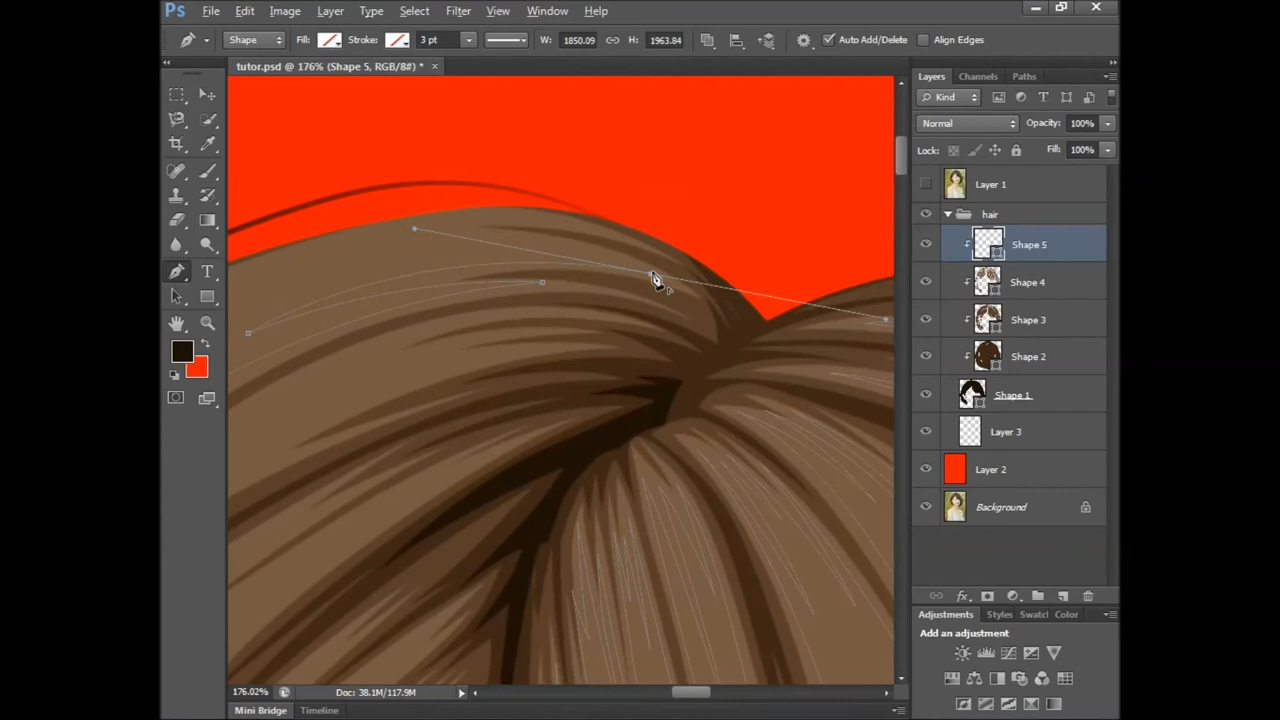 Ps File Edit Image Layer Type Select Filter View Window Help
Shape Fill: Stroke: 3 pt W: 1850.09 H: 1963.84 Auto Add/Delete Align Edges
tutor.psd @ 176% (Shape 5, RGB/8#) * ×
Layers Channels Paths
Kind T
Normal Opacity: 100%
Lock: Fill: 100%
Layer 1
hair
Shape 5
Shape 4
Shape 3
Shape 2
Shape 1
Layer 3
Layer 2
Background
fx
Adjustments Styles Swatcl Color
Add an adjustment
T
176.02% Doc: 38.1M/117.9M
Mini Bridge Timeline